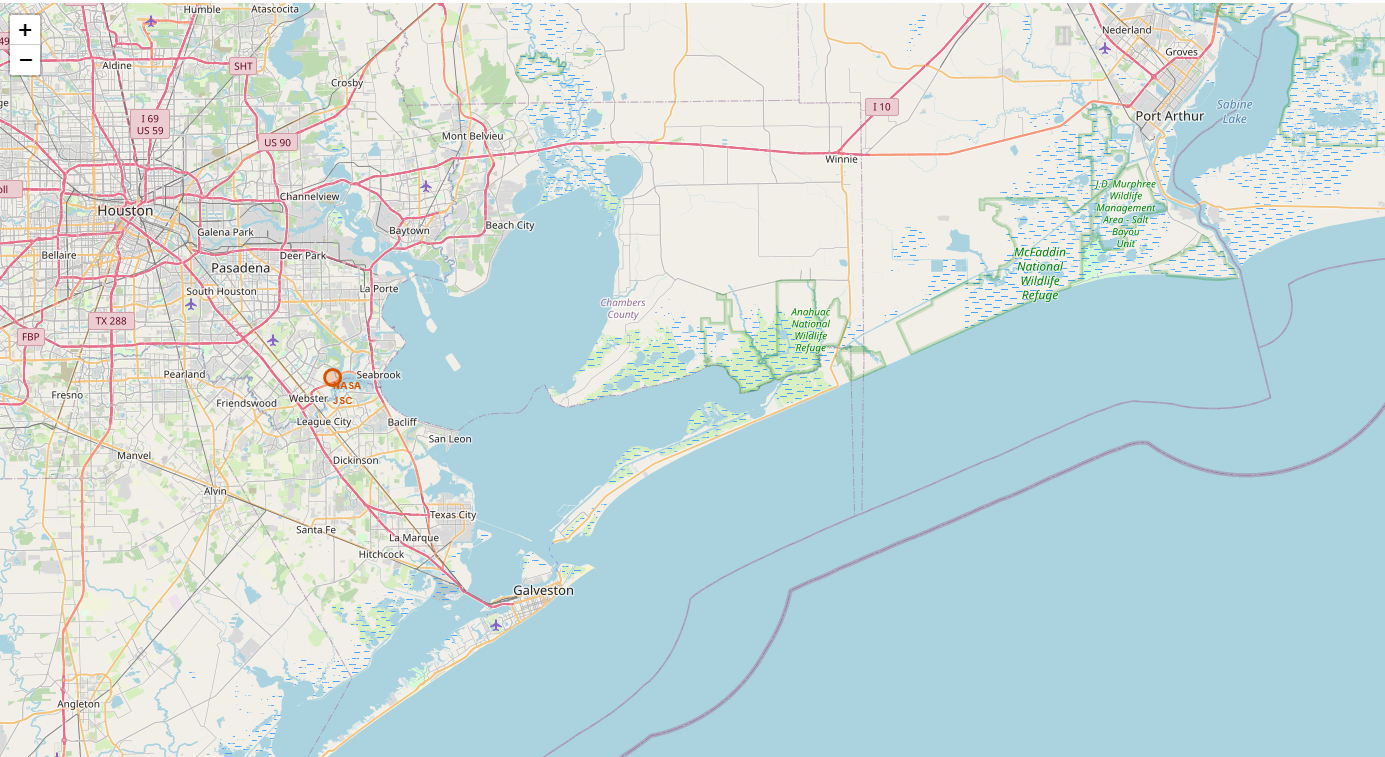 Humble
Atascocita
+
49
−
Aldine
SHT
Crosby
Nederland
Groves
I 10
Sabine
Lake
Port Arthur
I 69
US 59
US 90
Mont Belvieu
Winnie
Channelview
Houston
Beach City
Galena Park
Baytown
Bellaire
Deer Park
Pasadena
La Porte
South Houston
J.D. Murphree
Wildlife
Management
Area - Salt
Bayou
Unit
McFaddin
National
Wildlife
Refuge
Chambers
County
Anahuac
National
Wildlife
Refuge
TX 288
FBP
Pearland
Seabrook
NASA
JSC
Fresno
Friendswood
Webster
League City
Bacliff
San Leon
Manvel
Dickinson
Alvin
Texas City
Santa Fe
La Marque
Hitchcock
Galveston
Angleton